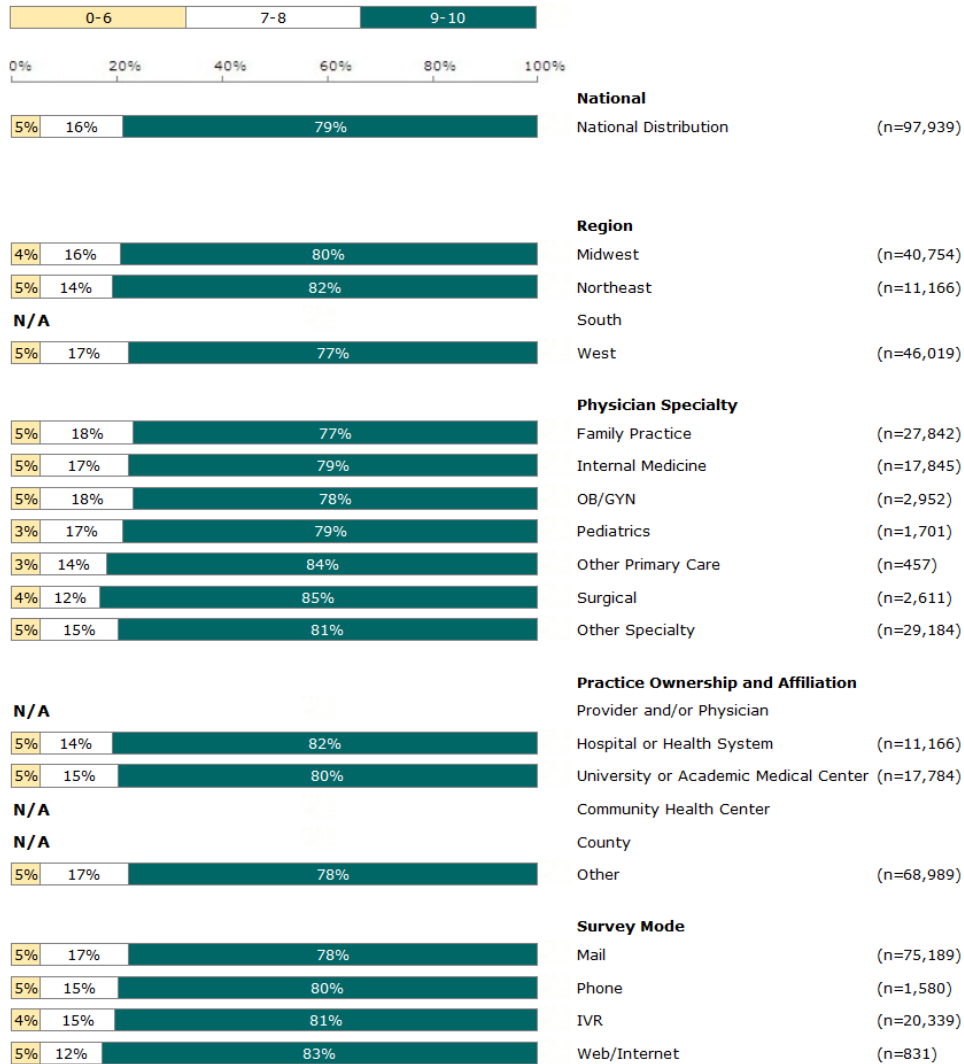 0-6 7-8 9-10
0% 20% 40% 60% 80% 100%
National
5% 16% 79% National Distribution (n=97,939)
Region
4% 16% 80% Midwest (n=40,754)
5% 14% 82% Northeast (n=11,166)
N/A South
5% 17% 77% West (n=46,019)
Physician Specialty
5% 18% 77% Family Practice (n=27,842)
5% 17% 79% Internal Medicine (n=17,845)
5% 18% 78% OB/GYN (n=2,952)
3% 17% 79% Pediatrics (n=1,701)
3% 14% 84% Other Primary Care (n=457)
4% 12% 85% Surgical (n=2,611)
5% 15% 81% Other Specialty (n=29,184)
Practice Ownership and Affiliation
N/A Provider and/or Physician
5% 14% 82% Hospital or Health System (n=11,166)
5% 15% 80% University or Academic Medical Center (n=17,784)
N/A Community Health Center
N/A County
5% 17% 78% Other (n=68,989)
Survey Mode
5% 17% 78% Mail (n=75,189)
5% 15% 80% Phone (n=1,580)
4% 15% 81% IVR (n=20,339)
5% 12% 83% Web/Internet (n=831)